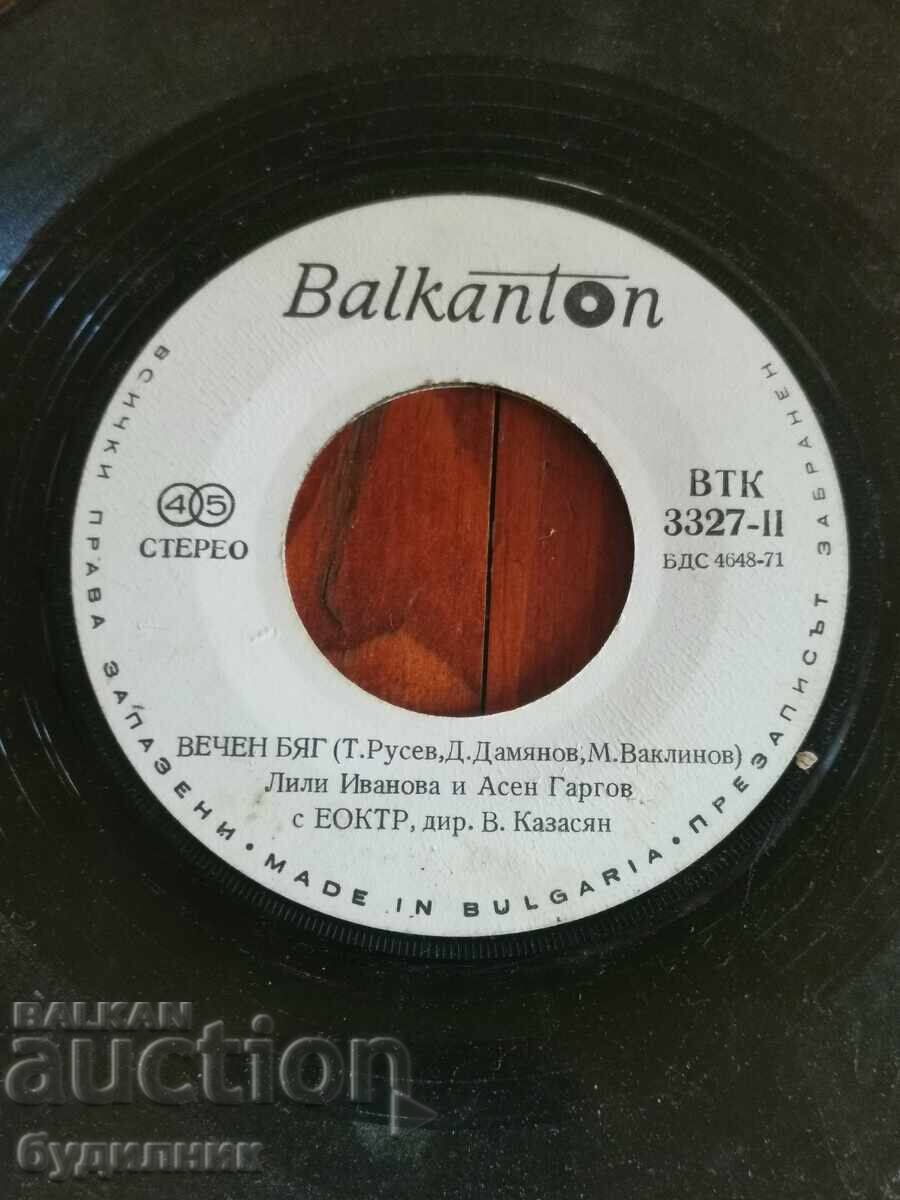 Balkanton
45
СТЕРЕО
ВТК
3327-II
БДС 4648-71
ВЕЧЕН БЯГ (Т.Русев,Д.Дамянов,М.Ваклинов)
Лили Иванова и Асен Гаргов
с ЕОКТР, дир. В. Казасян
ВСИЧКИ ПРАВА ЗАПАЗЕНИ • MADE IN BULGARIA • ПРЕЗАПИСЪТ ЗАБРАНЕН
BALKAN
auction
будилник